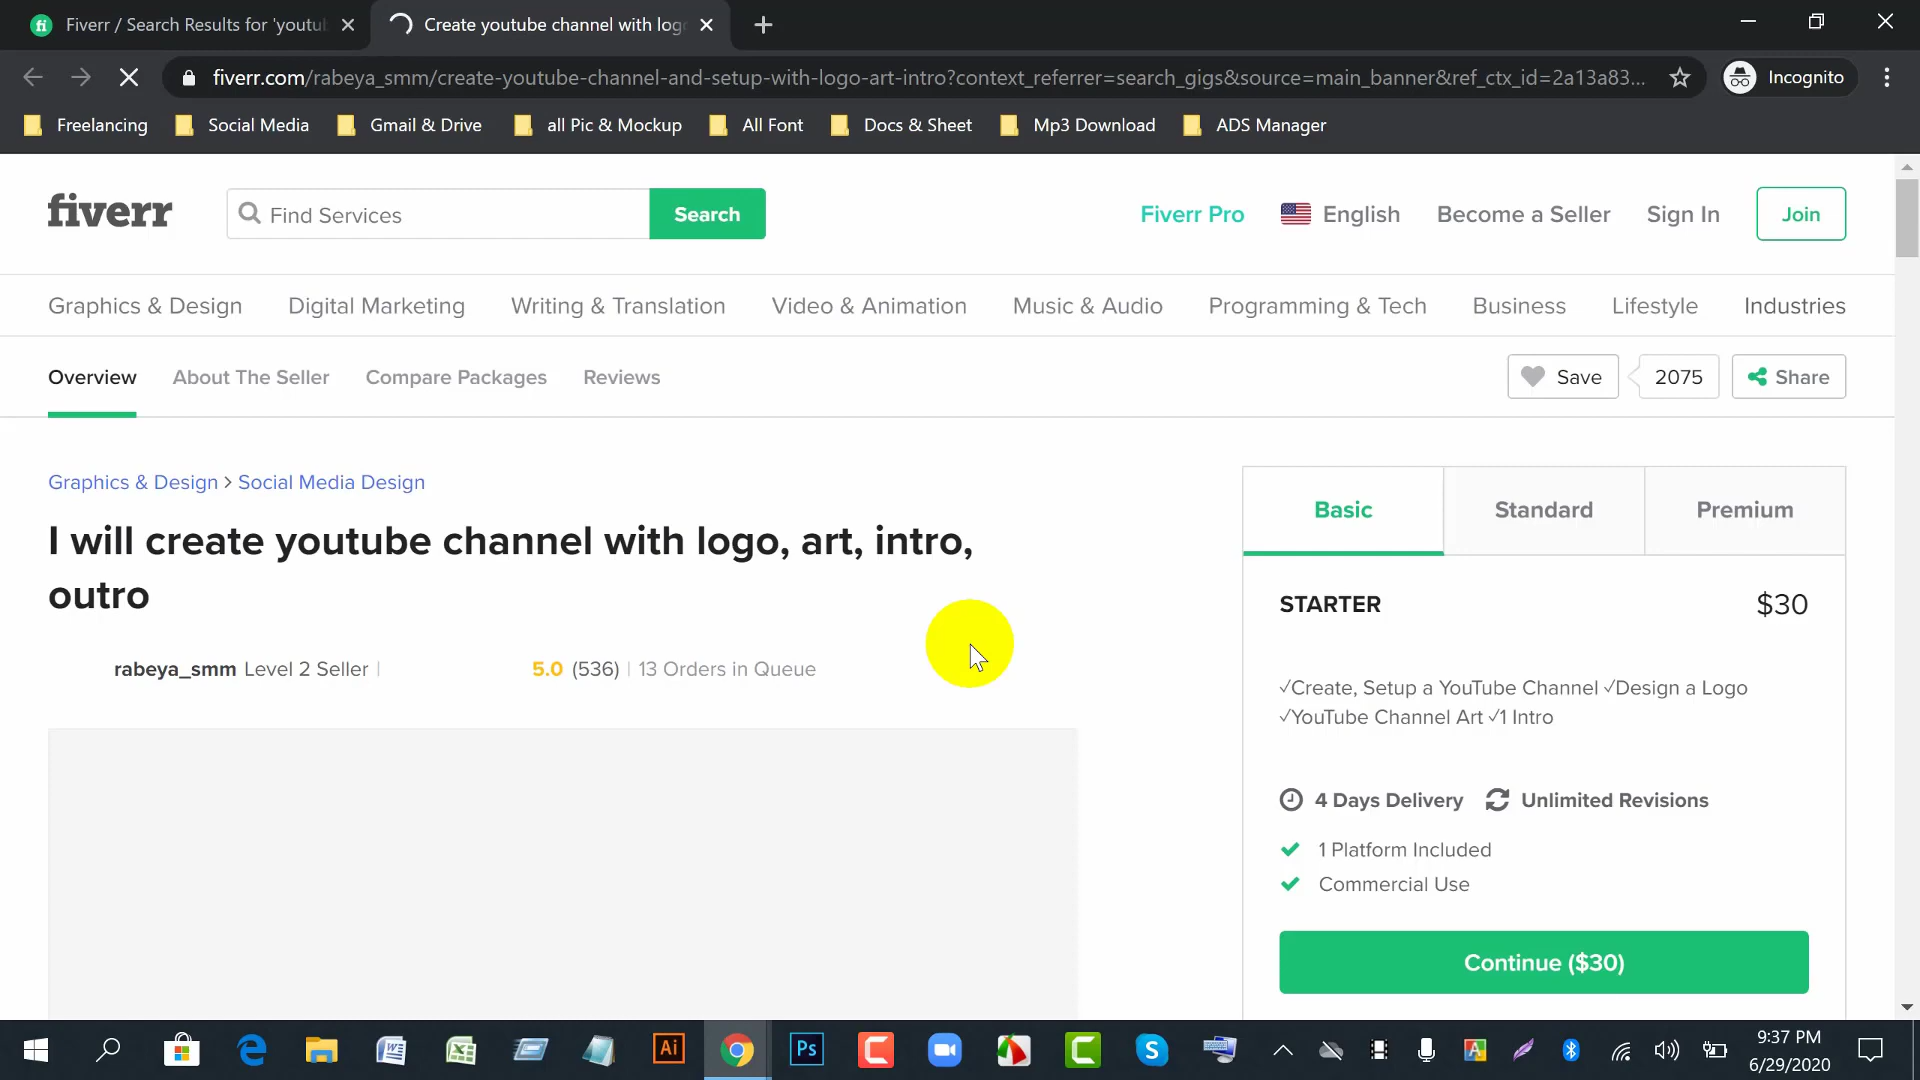 Fiverr / Search Results for 'youtub
Create youtube channel with logo
fiverr.com/rabeya_smm/create-youtube-channel-and-setup-with-logo-art-intro?context_referrer=search_gigs&source=main_banner&ref_ctx_id=2a13a83...
Incognito
Freelancing
Social Media
Gmail & Drive
all Pic & Mockup
All Font
Docs & Sheet
Mp3 Download
ADS Manager
fiverr
Find Services
Search
Fiverr Pro
English
Become a Seller
Sign In
Join
Graphics & Design
Digital Marketing
Writing & Translation
Video & Animation
Music & Audio
Programming & Tech
Business
Lifestyle
Industries
Overview
About The Seller
Compare Packages
Reviews
Save
2075
Share
Graphics & Design > Social Media Design
I will create youtube channel with logo, art, intro,
outro
rabeya_smm Level 2 Seller
5.0 (536) | 13 Orders in Queue
Basic
Standard
Premium
STARTER
$30
✓Create, Setup a YouTube Channel ✓Design a Logo
✓YouTube Channel Art ✓1 Intro
4 Days Delivery
Unlimited Revisions
1 Platform Included
Commercial Use
Continue ($30)
Ai
Ps
9:37 PM
6/29/2020